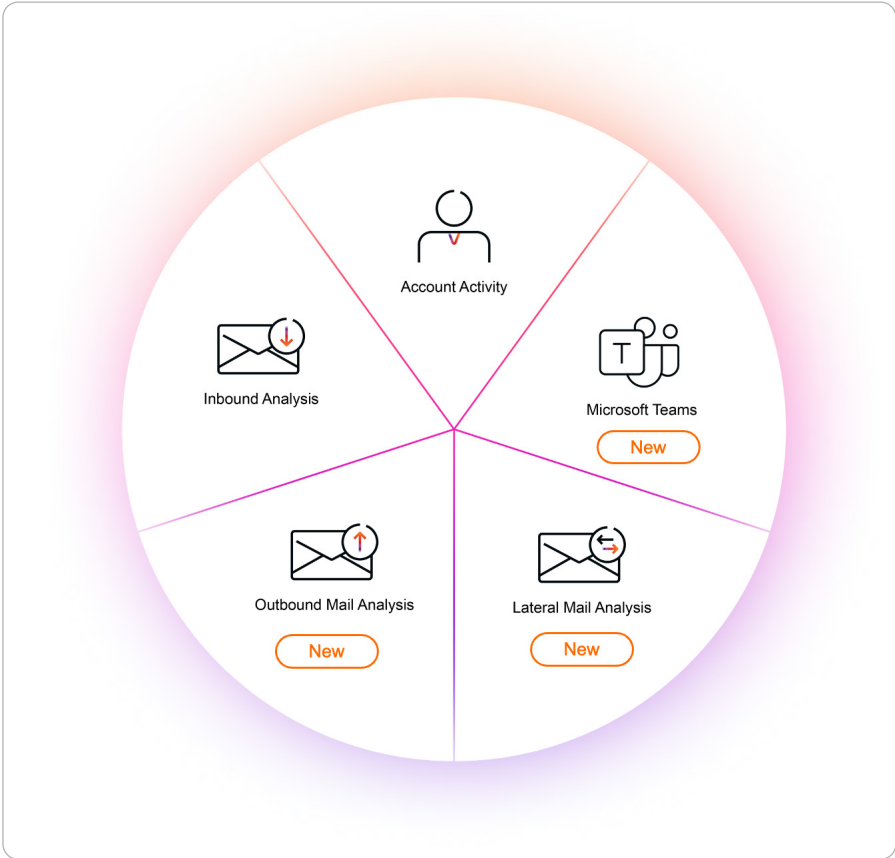 Account Activity
Inbound Analysis
T
Microsoft Teams
New
Outbound Mail Analysis
New
Lateral Mail Analysis
New